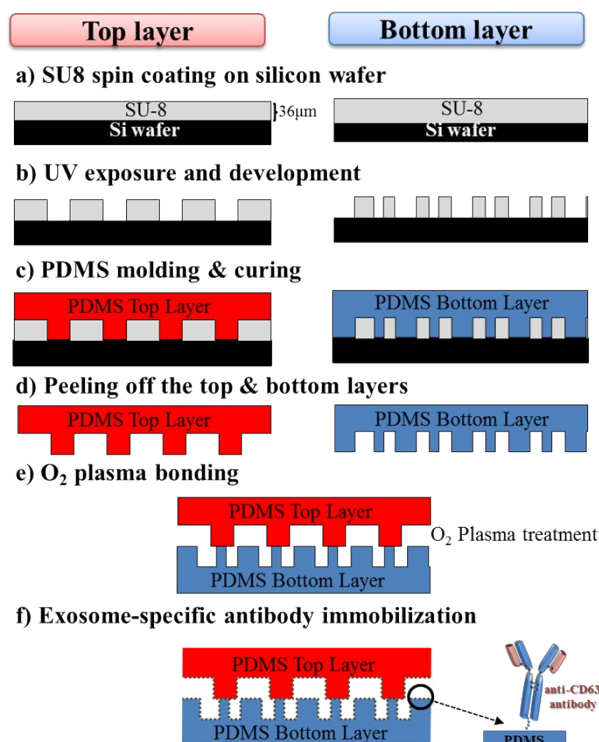 Top layer
Bottom layer
a) SU8 spin coating on silicon wafer
SU-8
36μm
Si wafer
SU-8
Si wafer
b) UV exposure and development
c) PDMS molding & curing
PDMS Top Layer
PDMS Bottom Layer
d) Peeling off the top & bottom layers
PDMS Top Layer
PDMS Bottom Layer
e) O₂ plasma bonding
PDMS Top Layer
O₂ Plasma treatment
PDMS Bottom Layer
f) Exosome-specific antibody immobilization
PDMS Top Layer
anti-CD63
antibody
PDMS Bottom Layer
PDMS